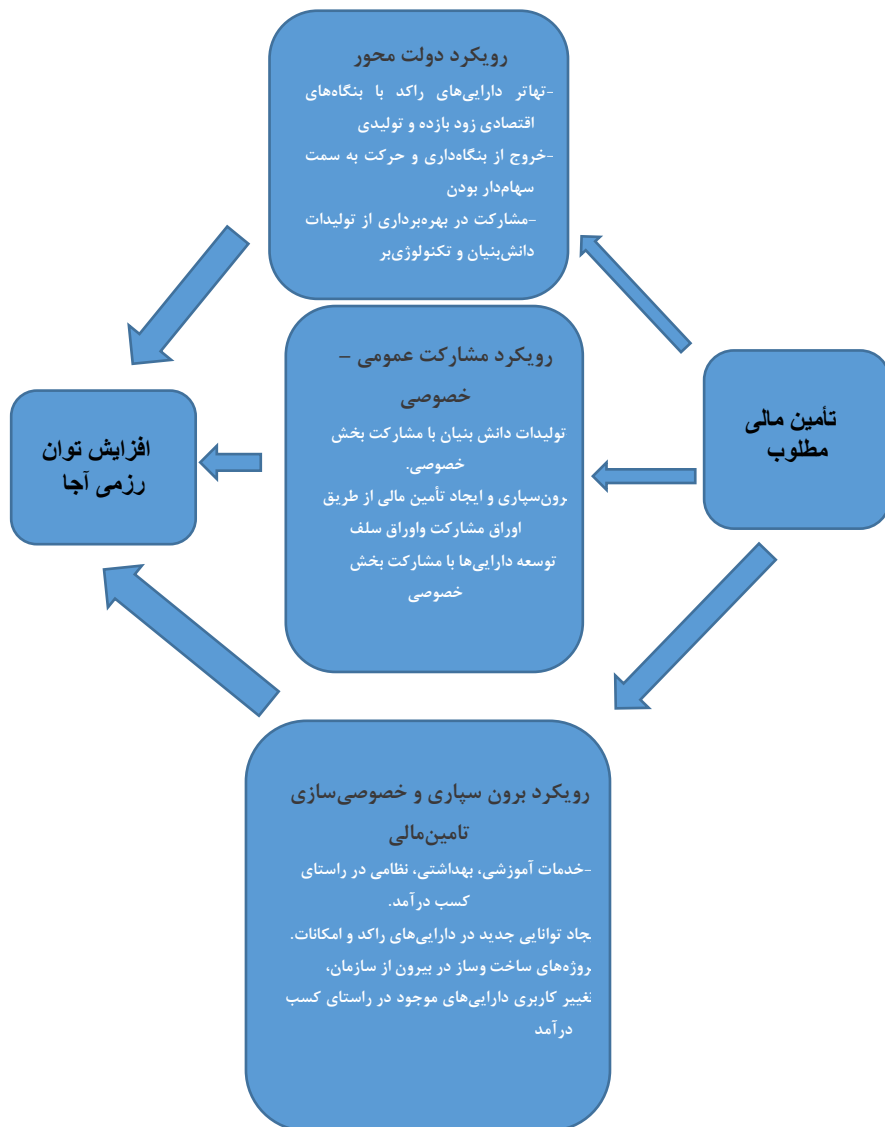 رویکرد دولت محور
-تهاتر دارایی‌های راکد با بنگاه‌های
اقتصادی زود بازده و تولیدی
-خروج از بنگاه‌داری و حرکت به سمت
سهام‌دار بودن
-مشارکت در بهره‌برداری از تولیدات
دانش‌بنیان و تکنولوژی‌بر
تأمین مالی
مطلوب
رویکرد مشارکت عمومی –
خصوصی
تولیدات دانش بنیان با مشارکت بخش
خصوصی.
رون‌سپاری و ایجاد تأمین مالی از طریق
اوراق مشارکت واوراق سلف
توسعه دارایی‌ها با مشارکت بخش
خصوصی
افزایش توان
رزمی آجا
رویکرد برون سپاری و خصوصی‌سازی
تامین‌مالی
-خدمات آموزشی، بهداشتی، نظامی در راستای
کسب درآمد.
یجاد توانایی جدید در دارایی‌های راکد و امکانات.
روژه‌های ساخت وساز در بیرون از سازمان،
تغییر کاربری دارایی‌های موجود در راستای کسب
درآمد